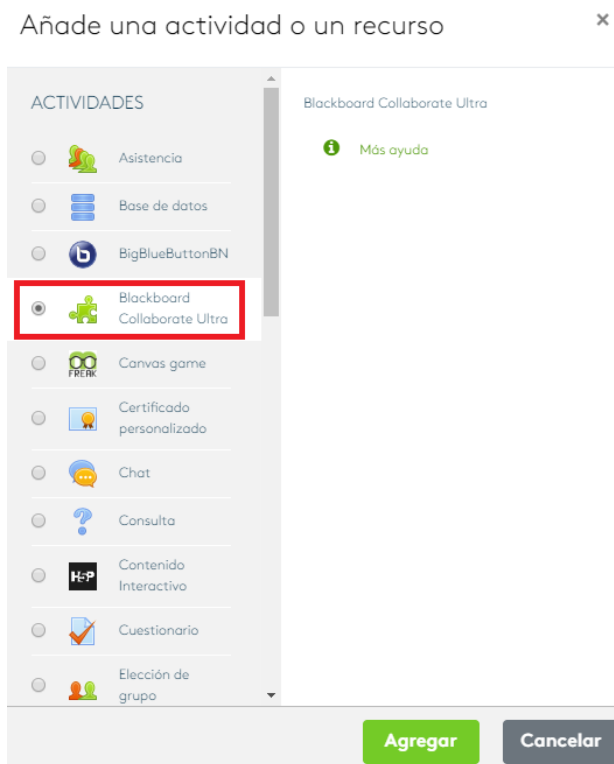 Añade una actividad o un recurso
×
ACTIVIDADES
Asistencia
Base de datos
b
BigBlueButtonBN
Blackboard
Collaborate Ultra
FREAK
Canvas game
Certificado
personalizado
Chat
Consulta
H5P
Contenido
Interactivo
Cuestionario
Elección de
grupo
Blackboard Collaborate Ultra
Más ayuda
Agregar
Cancelar